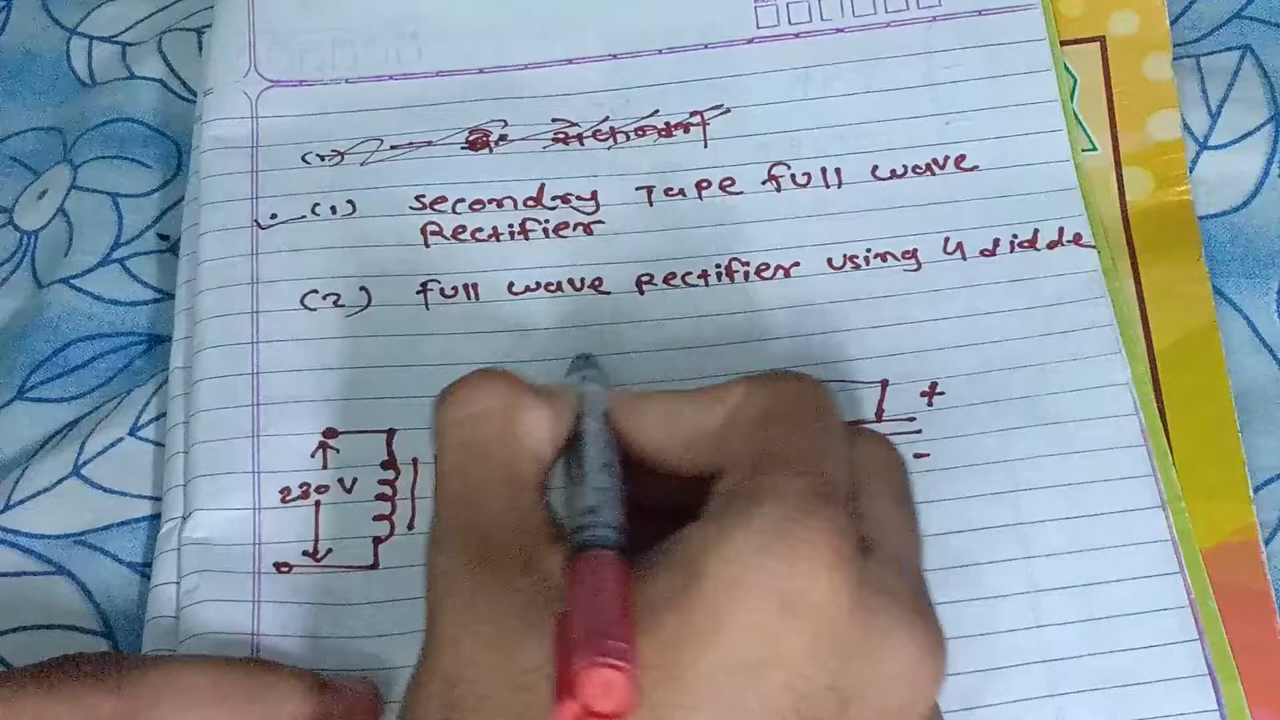 (1) secondry Tape full wave
Rectifier
(2) full wave Rectifier using 4 didde
+
230 V
-